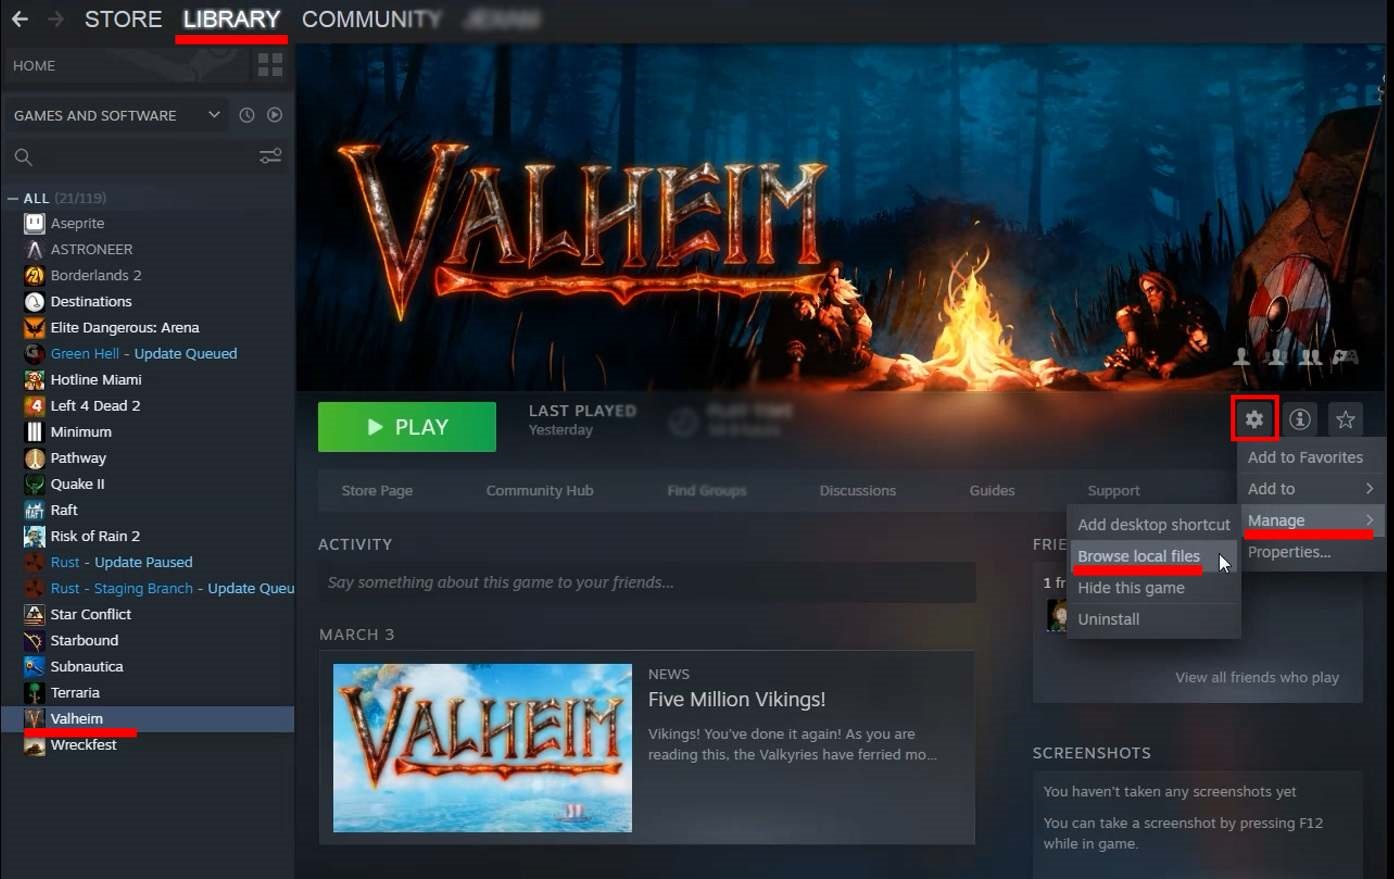 STORE LIBRARY COMMUNITY
HOME
GAMES AND SOFTWARE
ALL (21/119)
Aseprite
ASTRONEER
Borderlands 2
Destinations
Elite Dangerous: Arena
Green Hell - Update Queued
Hotline Miami
Left 4 Dead 2
Minimum
Pathway
Quake II
Raft
Risk of Rain 2
Rust - Update Paused
Rust - Staging Branch - Update Queu
Star Conflict
Starbound
Subnautica
Terraria
Valheim
Wreckfest
VALHEIM
PLAY
LAST PLAYED
Yesterday
PLAY TIME
Store Page
Community Hub
Find Groups
Discussions
Guides
Support
Add to Favorites
Add to
Manage
Properties...
Add desktop shortcut
Browse local files
Hide this game
Uninstall
ACTIVITY
Say something about this game to your friends...
MARCH 3
VALHEIM
NEWS
Five Million Vikings!
Vikings! You've done it again! As you are
reading this, the Valkyries have ferried mo...
FRIE
1 fr
View all friends who play
SCREENSHOTS
You haven't taken any screenshots yet
You can take a screenshot by pressing F12
while in game.